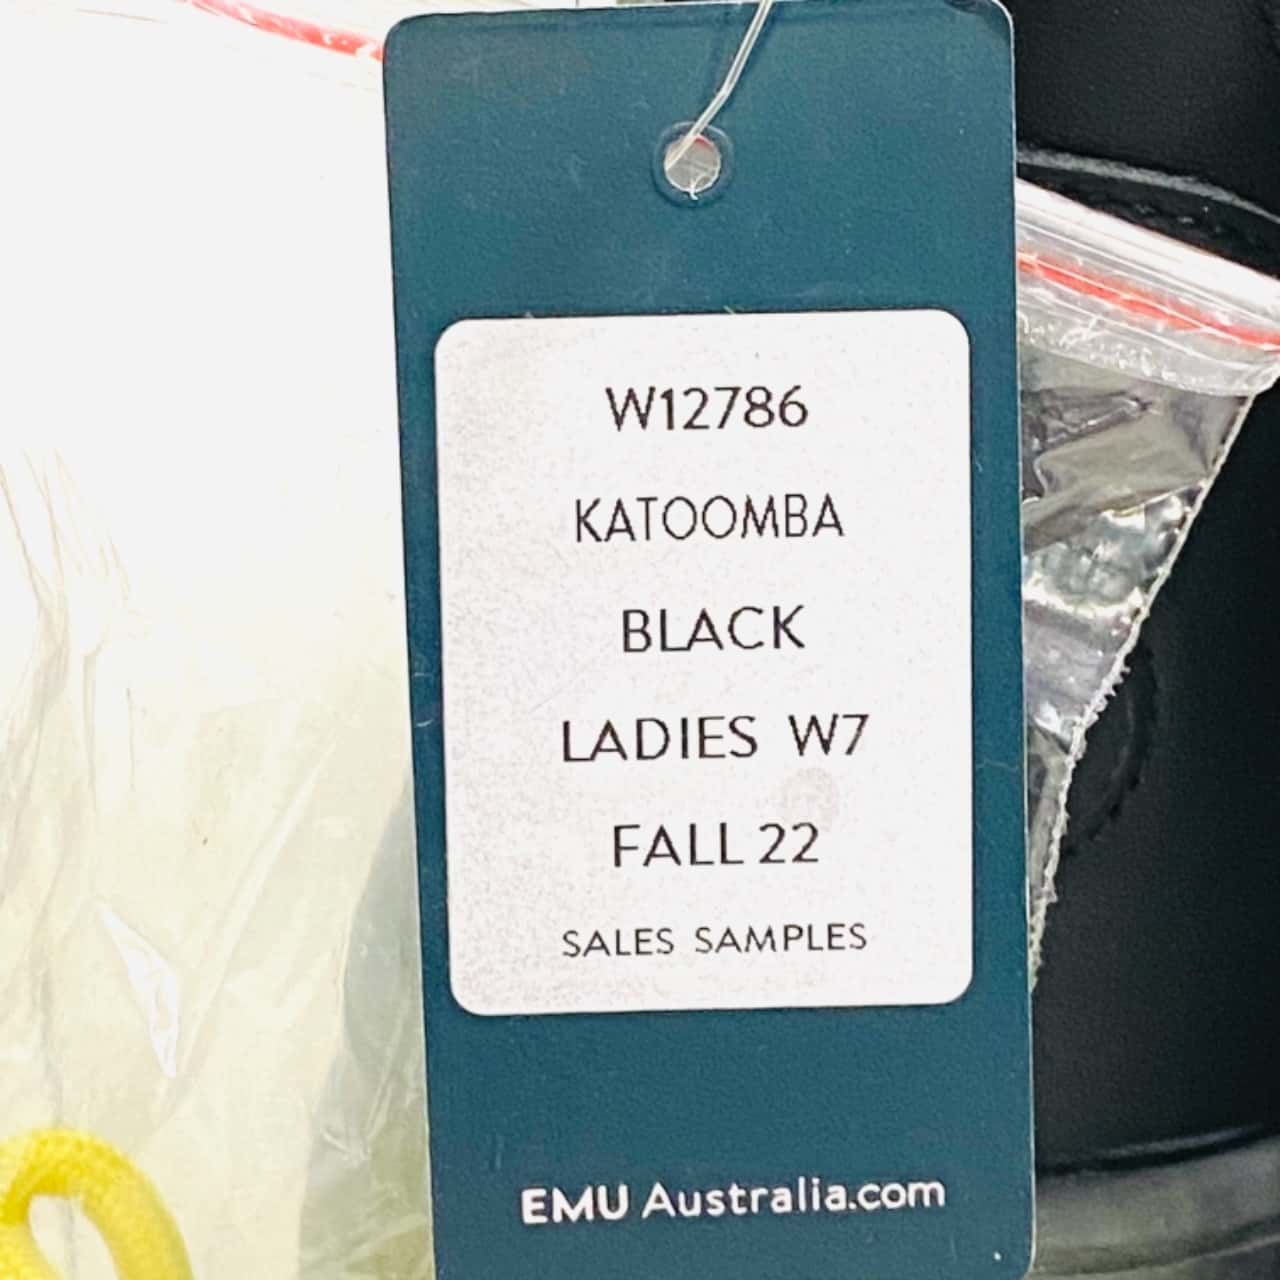 W12786
KATOOMBA
BLACK
LADIES W7
FALL 22
SALES SAMPLES
EMU Australia.com